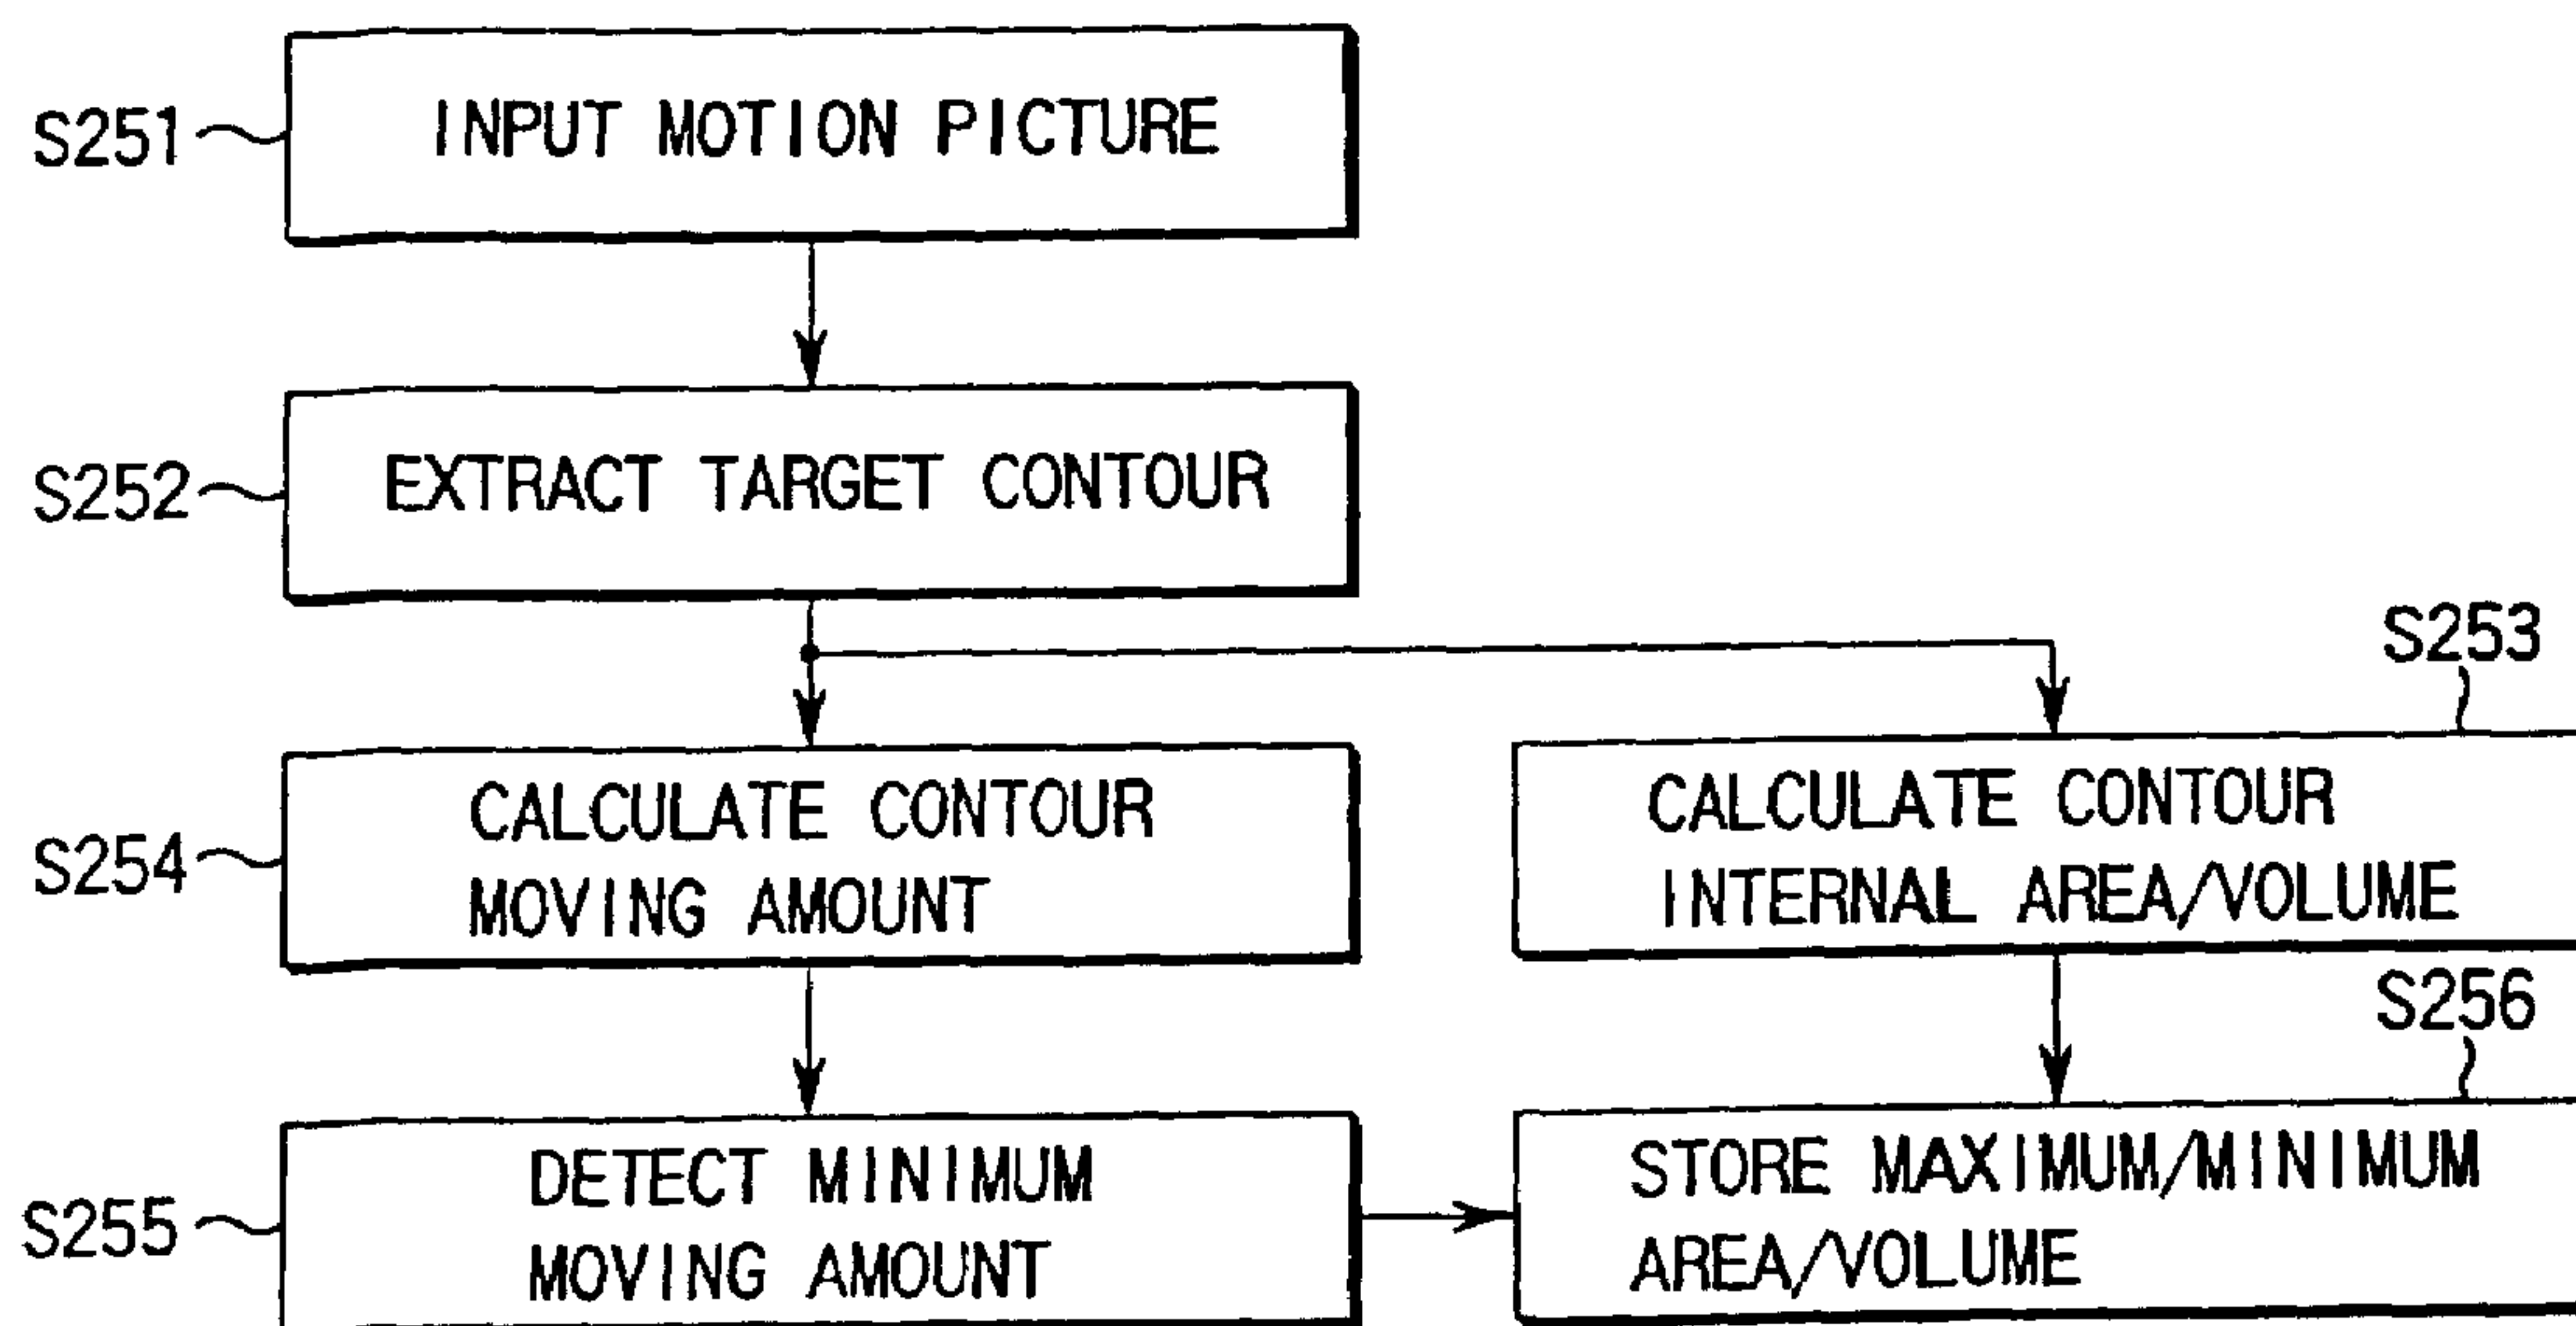 S251
INPUT MOTION PICTURE
S252
EXTRACT TARGET CONTOUR
S253
S254
CALCULATE CONTOUR
MOVING AMOUNT
CALCULATE CONTOUR
INTERNAL AREA/VOLUME
S256
S255
DETECT MINIMUM
MOVING AMOUNT
STORE MAXIMUM/MINIMUM
AREA/VOLUME